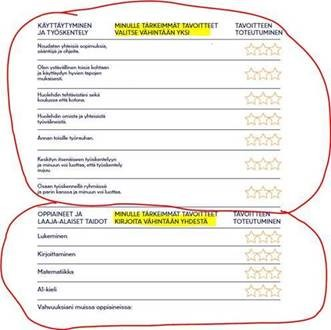 KÄYTTÄYTYMINEN MINULLE TÄRKEIMMÄT TAVOITTEET TAVOITTEEN
JA TYÖSKENTELY VALITSE VÄHINTÄÄN YKSI TOTEUTUMINEN
Noudatan yhteisiä sopimuksia,
sääntöjä ja ohjeita.
Olen ystävällinen toisia kohtaan
ja käyttäydyn hyvien tapojen
mukaisesti.
Huolehdin tehtävistäni sekä
koulussa että kotona.
Huolehdin omista ja yhteisistä
työvälineistä.
Annan toisille työrauhan.
Keskityn itsenäiseen työskentelyyn
ja minuun voi luottaa, että työskentely
sujuu.
Osaan työskennellä ryhmässä
ja parin kanssa ja minuun voi luottaa.
OPPIAINEET JA MINULLE TÄRKEIMMÄT TAVOITTEET TAVOITTEEN
LAAJA-ALAISET TAIDOT KIRJOITA VÄHINTÄÄN YHDESTÄ TOTEUTUMINEN
Lukeminen
Kirjoittaminen
Matematiikka
A1-kieli
Vahvuuksiani muissa oppiaineissa: